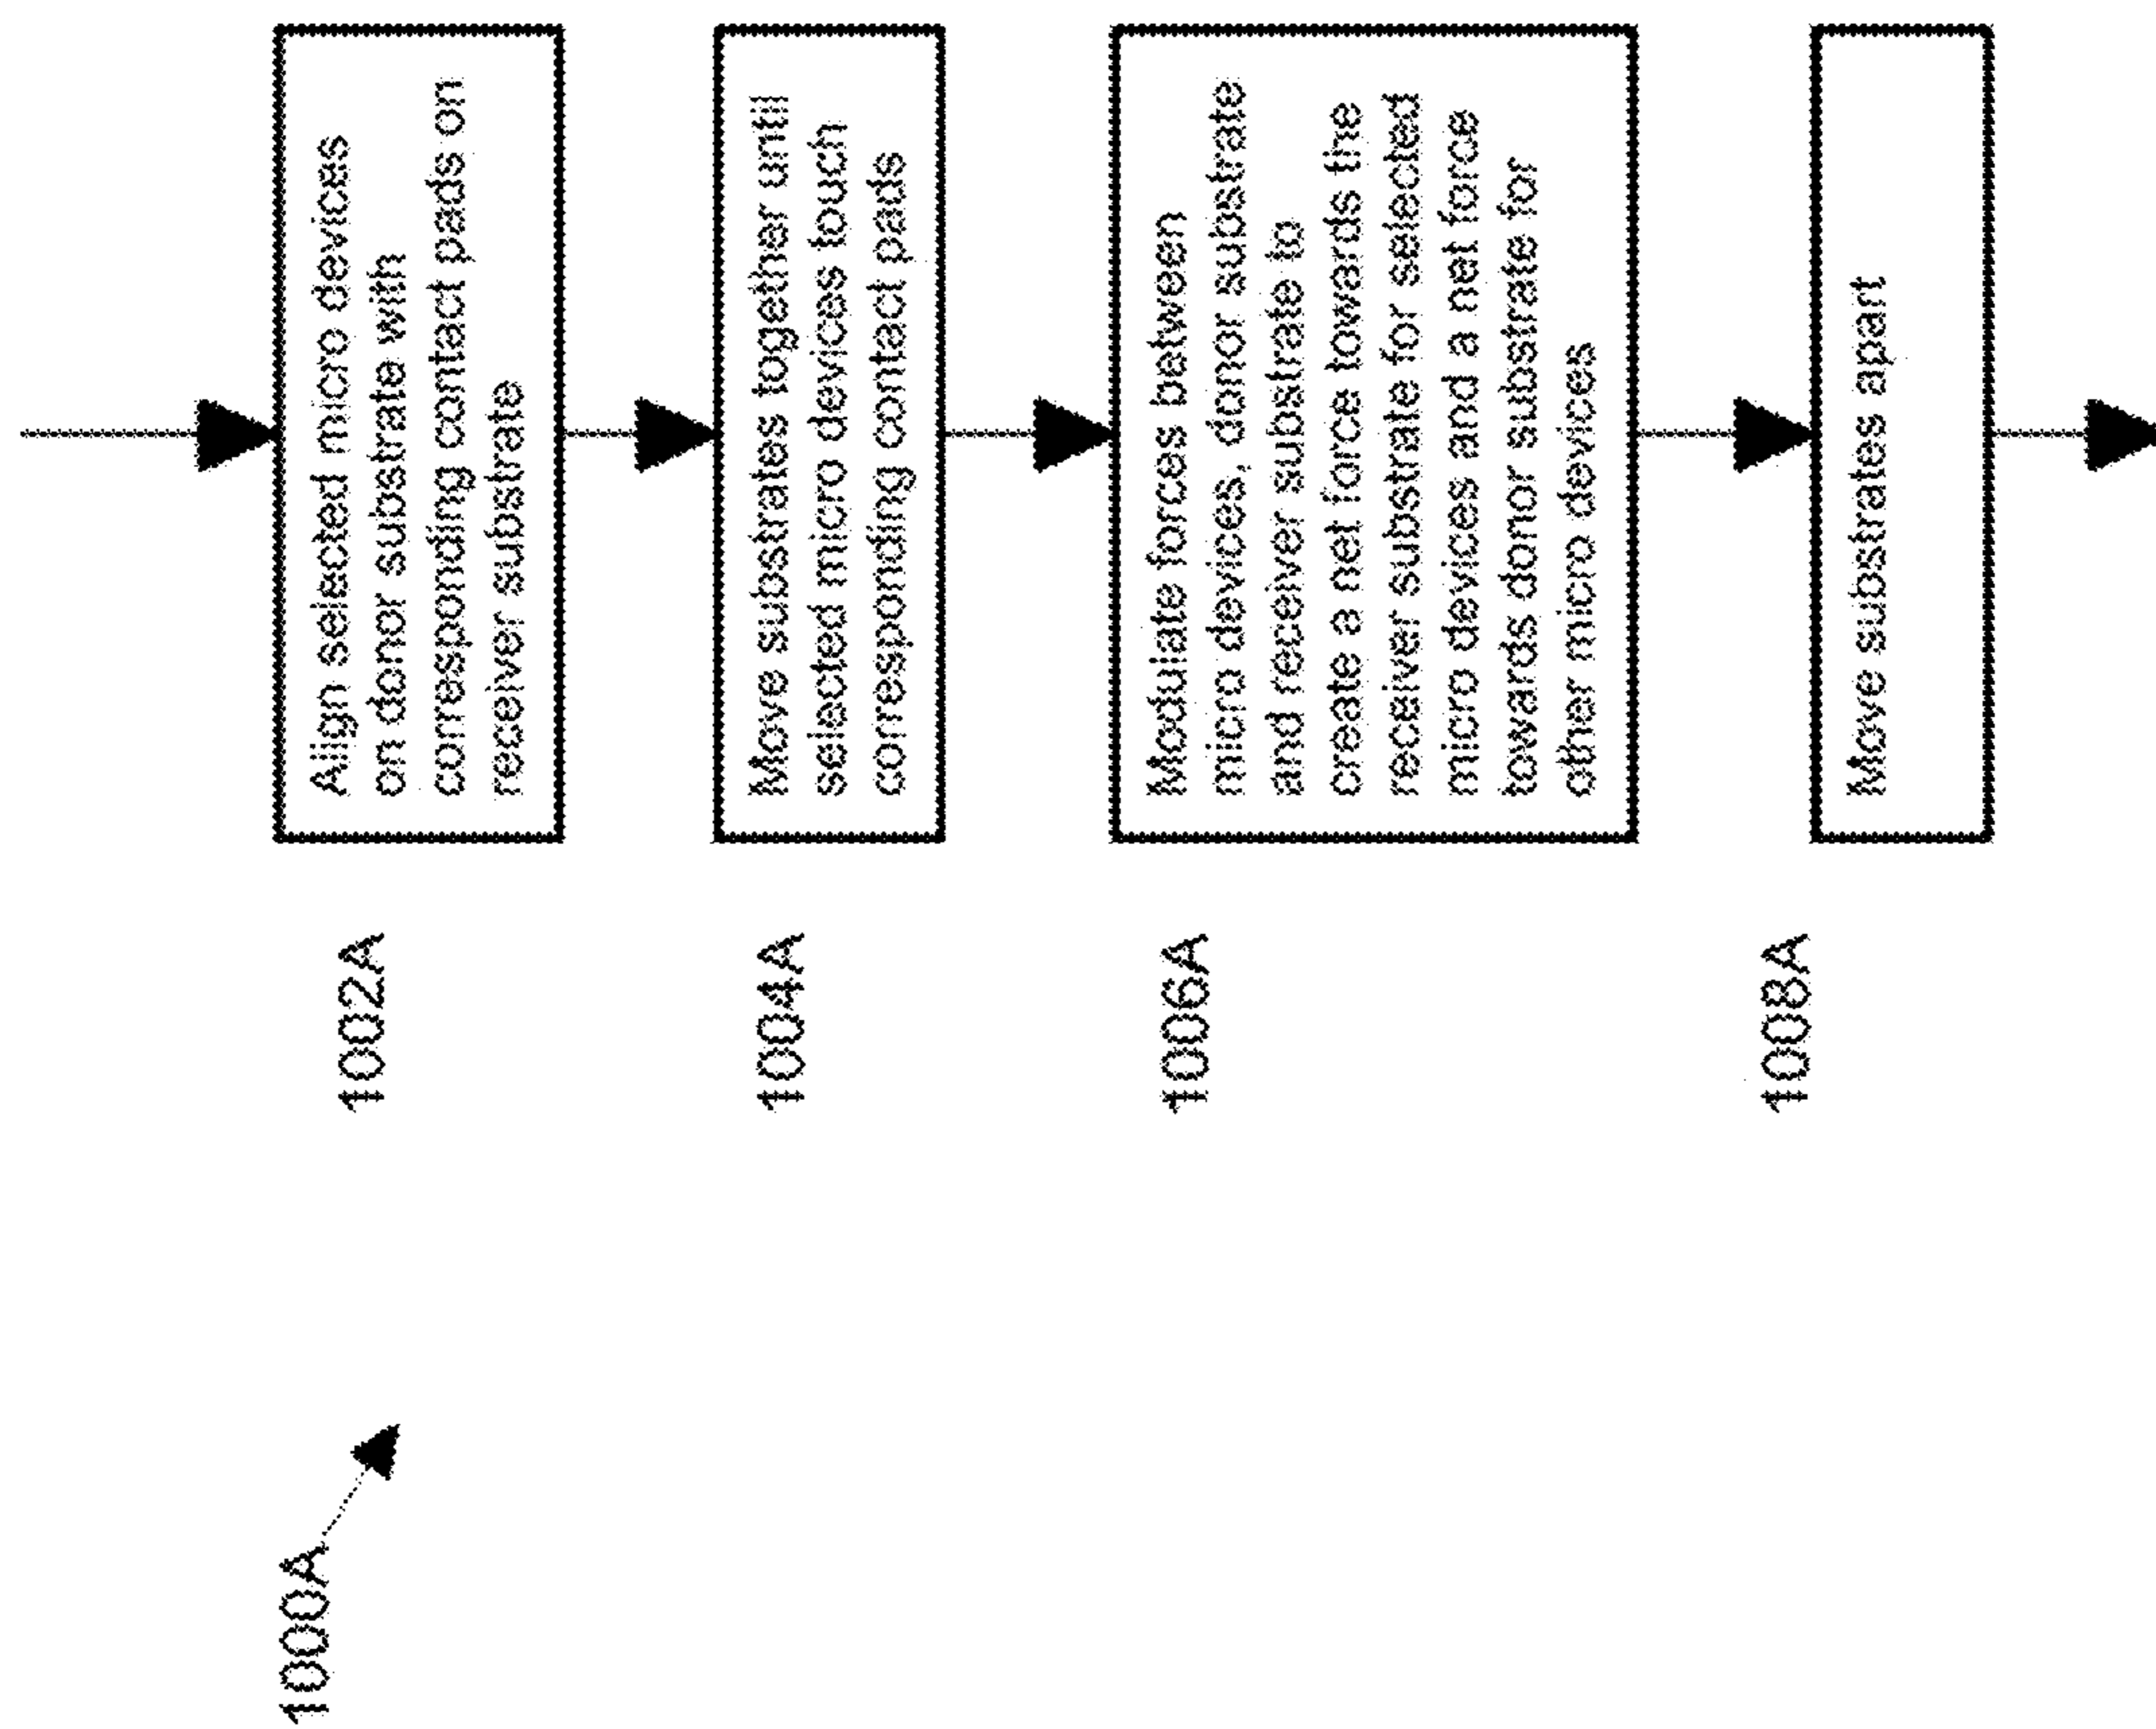 1000A
1002A
Align selected micro devices
on donor substrate with
corresponding contact pads on
receiver substrate
1004A
Move substrates together until
selected micro devices touch
corresponding contact pads
1006A
Modulate forces between
micro devices, donor substrate
and receiver substrate to
create a net force towards the
receiver substrate for selected
micro devices and a net force
towards donor substrate for
other micro devices
1008A
Move substrates apart